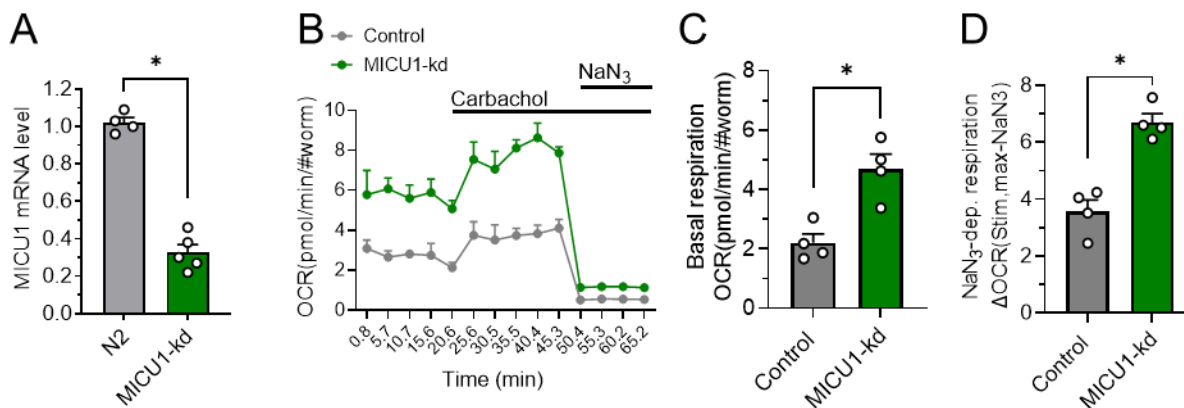 A
MICU1 mRNA level
1.2
1.0
0.8
0.6
0.4
0.2
0.0
*
N2
MICU1-kd
B
Control
MICU1-kd
NaN3
Carbachol
OCR(pmol/min/#worm)
10
8
6
4
2
0
0.8
5.7
10.7
15.6
20.6
25.6
30.5
35.5
40.4
45.3
50.4
55.3
60.2
65.2
Time (min)
C
Basal respiration
OCR(pmol/min/#worm)
8
6
4
2
0
*
Control
MICU1-kd
D
NaN3-dep. respiration
ΔOCR(Stim,max-NaN3)
8
6
4
2
0
*
Control
MICU1-kd